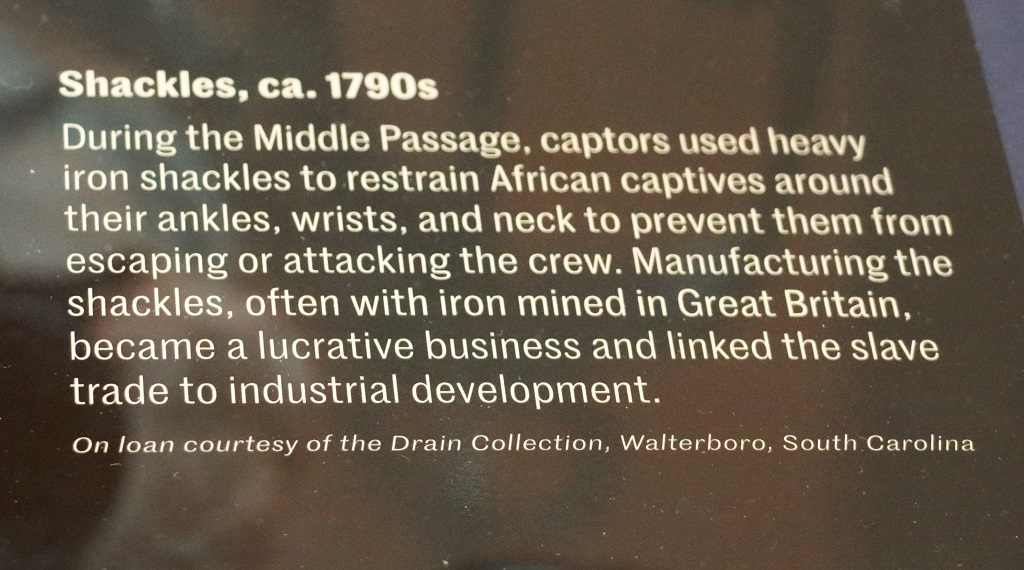 Shackles, ca. 1790s
During the Middle Passage, captors used heavy
iron shackles to restrain African captives around
their ankles, wrists, and neck to prevent them from
escaping or attacking the crew. Manufacturing the
shackles, often with iron mined in Great Britain,
became a lucrative business and linked the slave
trade to industrial development.
On loan courtesy of the Drain Collection, Walterboro, South Carolina